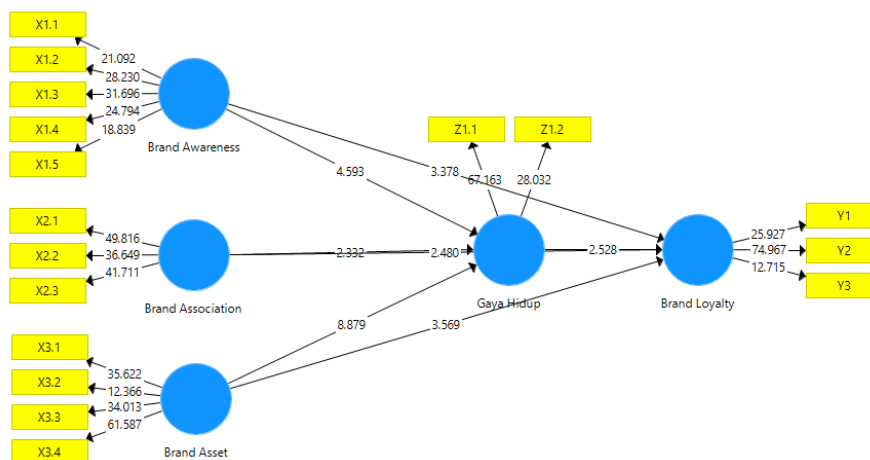 X1.1
X1.2
X1.3
X1.4
X1.5
21.092
28.230
31.696
24.794
18.839
Brand Awareness
Z1.1
Z1.2
67.163
28.032
4.593
3.378
X2.1
X2.2
X2.3
49.816
36.649
41.711
Brand Association
2.332
2.480
2.528
Gaya Hidup
Brand Loyalty
25.927
74.967
12.715
Y1
Y2
Y3
8.879
3.569
X3.1
X3.2
X3.3
X3.4
35.622
12.366
34.013
61.587
Brand Asset